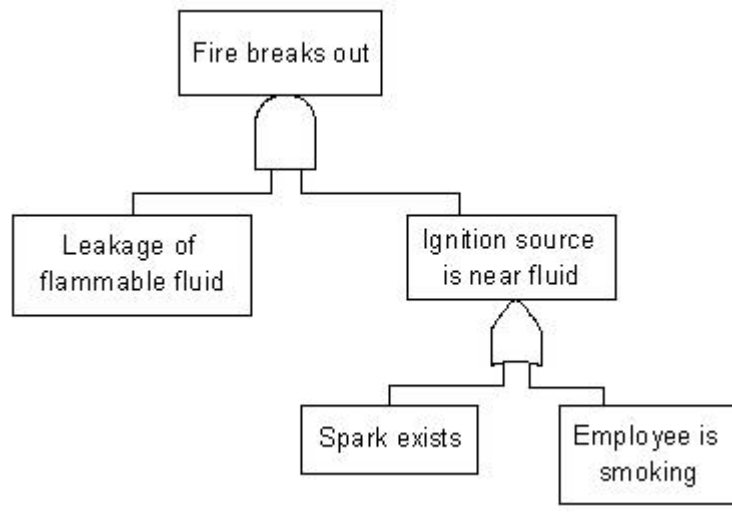 Fire breaks out
Leakage of
flammable fluid
Ignition source
is near fluid
Spark exists
Employee is
smoking